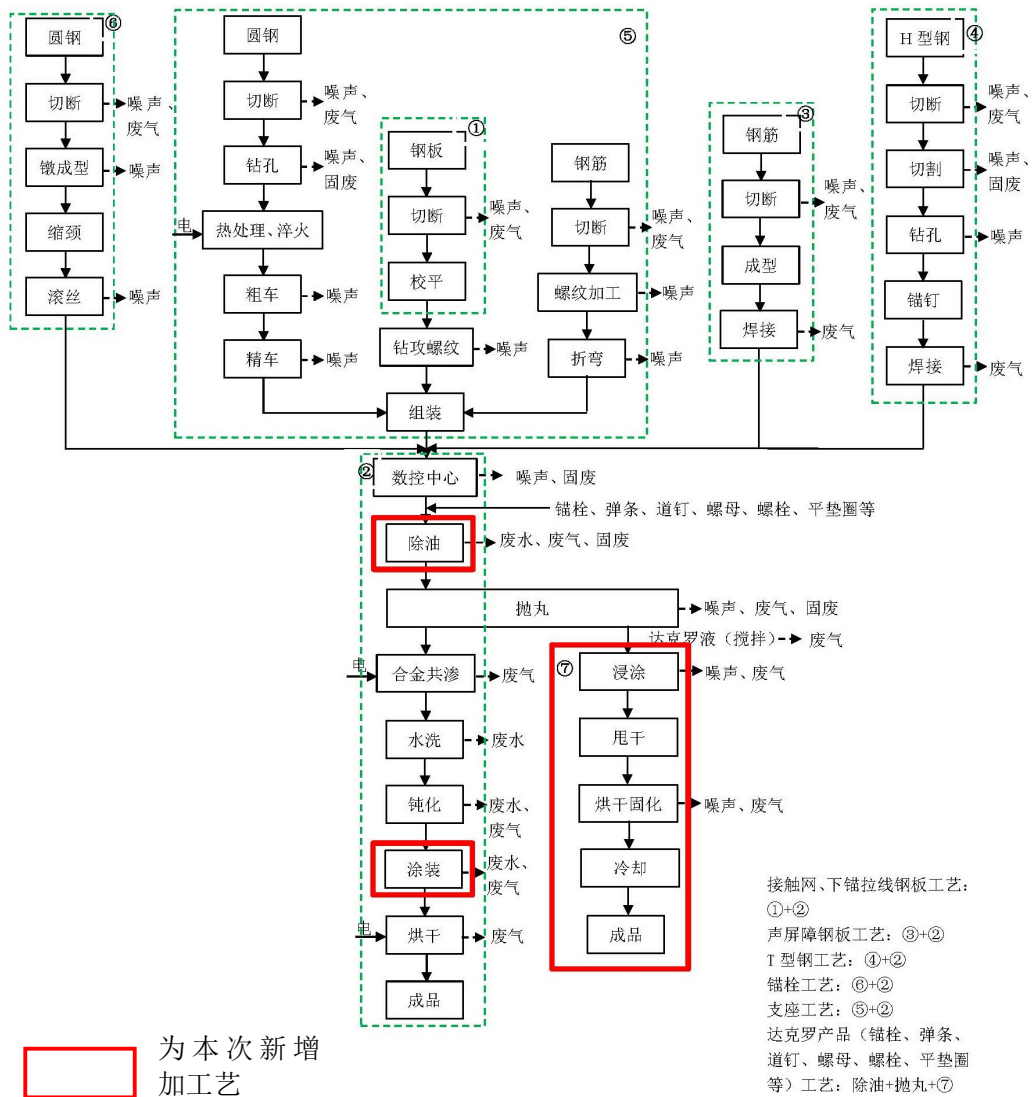 ⑥
圆钢
切断
噪声、
废气
镦成型
噪声
缩颈
滚丝
噪声
⑤
圆钢
切断
噪声、
废气
钻孔
噪声、
固废
电
热处理、淬火
粗车
噪声
精车
噪声
①
钢板
切断
噪声、
废气
校平
钻攻螺纹
噪声
钢筋
切断
噪声、
废气
螺纹加工
噪声
折弯
噪声
组装
③
钢筋
切断
噪声、
废气
成型
焊接
废气
④
H 型钢
切断
噪声、
废气
切割
噪声、
固废
钻孔
噪声
锚钉
焊接
废气
②
数控中心
噪声、固废
锚栓、弹条、道钉、螺母、螺栓、平垫圈等
除油
废水、废气、固废
抛丸
噪声、废气、固废
达克罗液（搅拌）
废气
电
合金共渗
废气
水洗
废水
钝化
废水、
废气
涂装
废水、
废气
电
烘干
废气
成品
⑦
浸涂
噪声、废气
甩干
烘干固化
噪声、废气
冷却
成品
接触网、下锚拉线钢板工艺：
①+②
声屏障钢板工艺：③+②
T 型钢工艺：④+②
锚栓工艺：⑥+②
支座工艺：⑤+②
达克罗产品（锚栓、弹条、
道钉、螺母、螺栓、平垫圈
等）工艺：除油+抛丸+⑦
为本次新增
加工艺